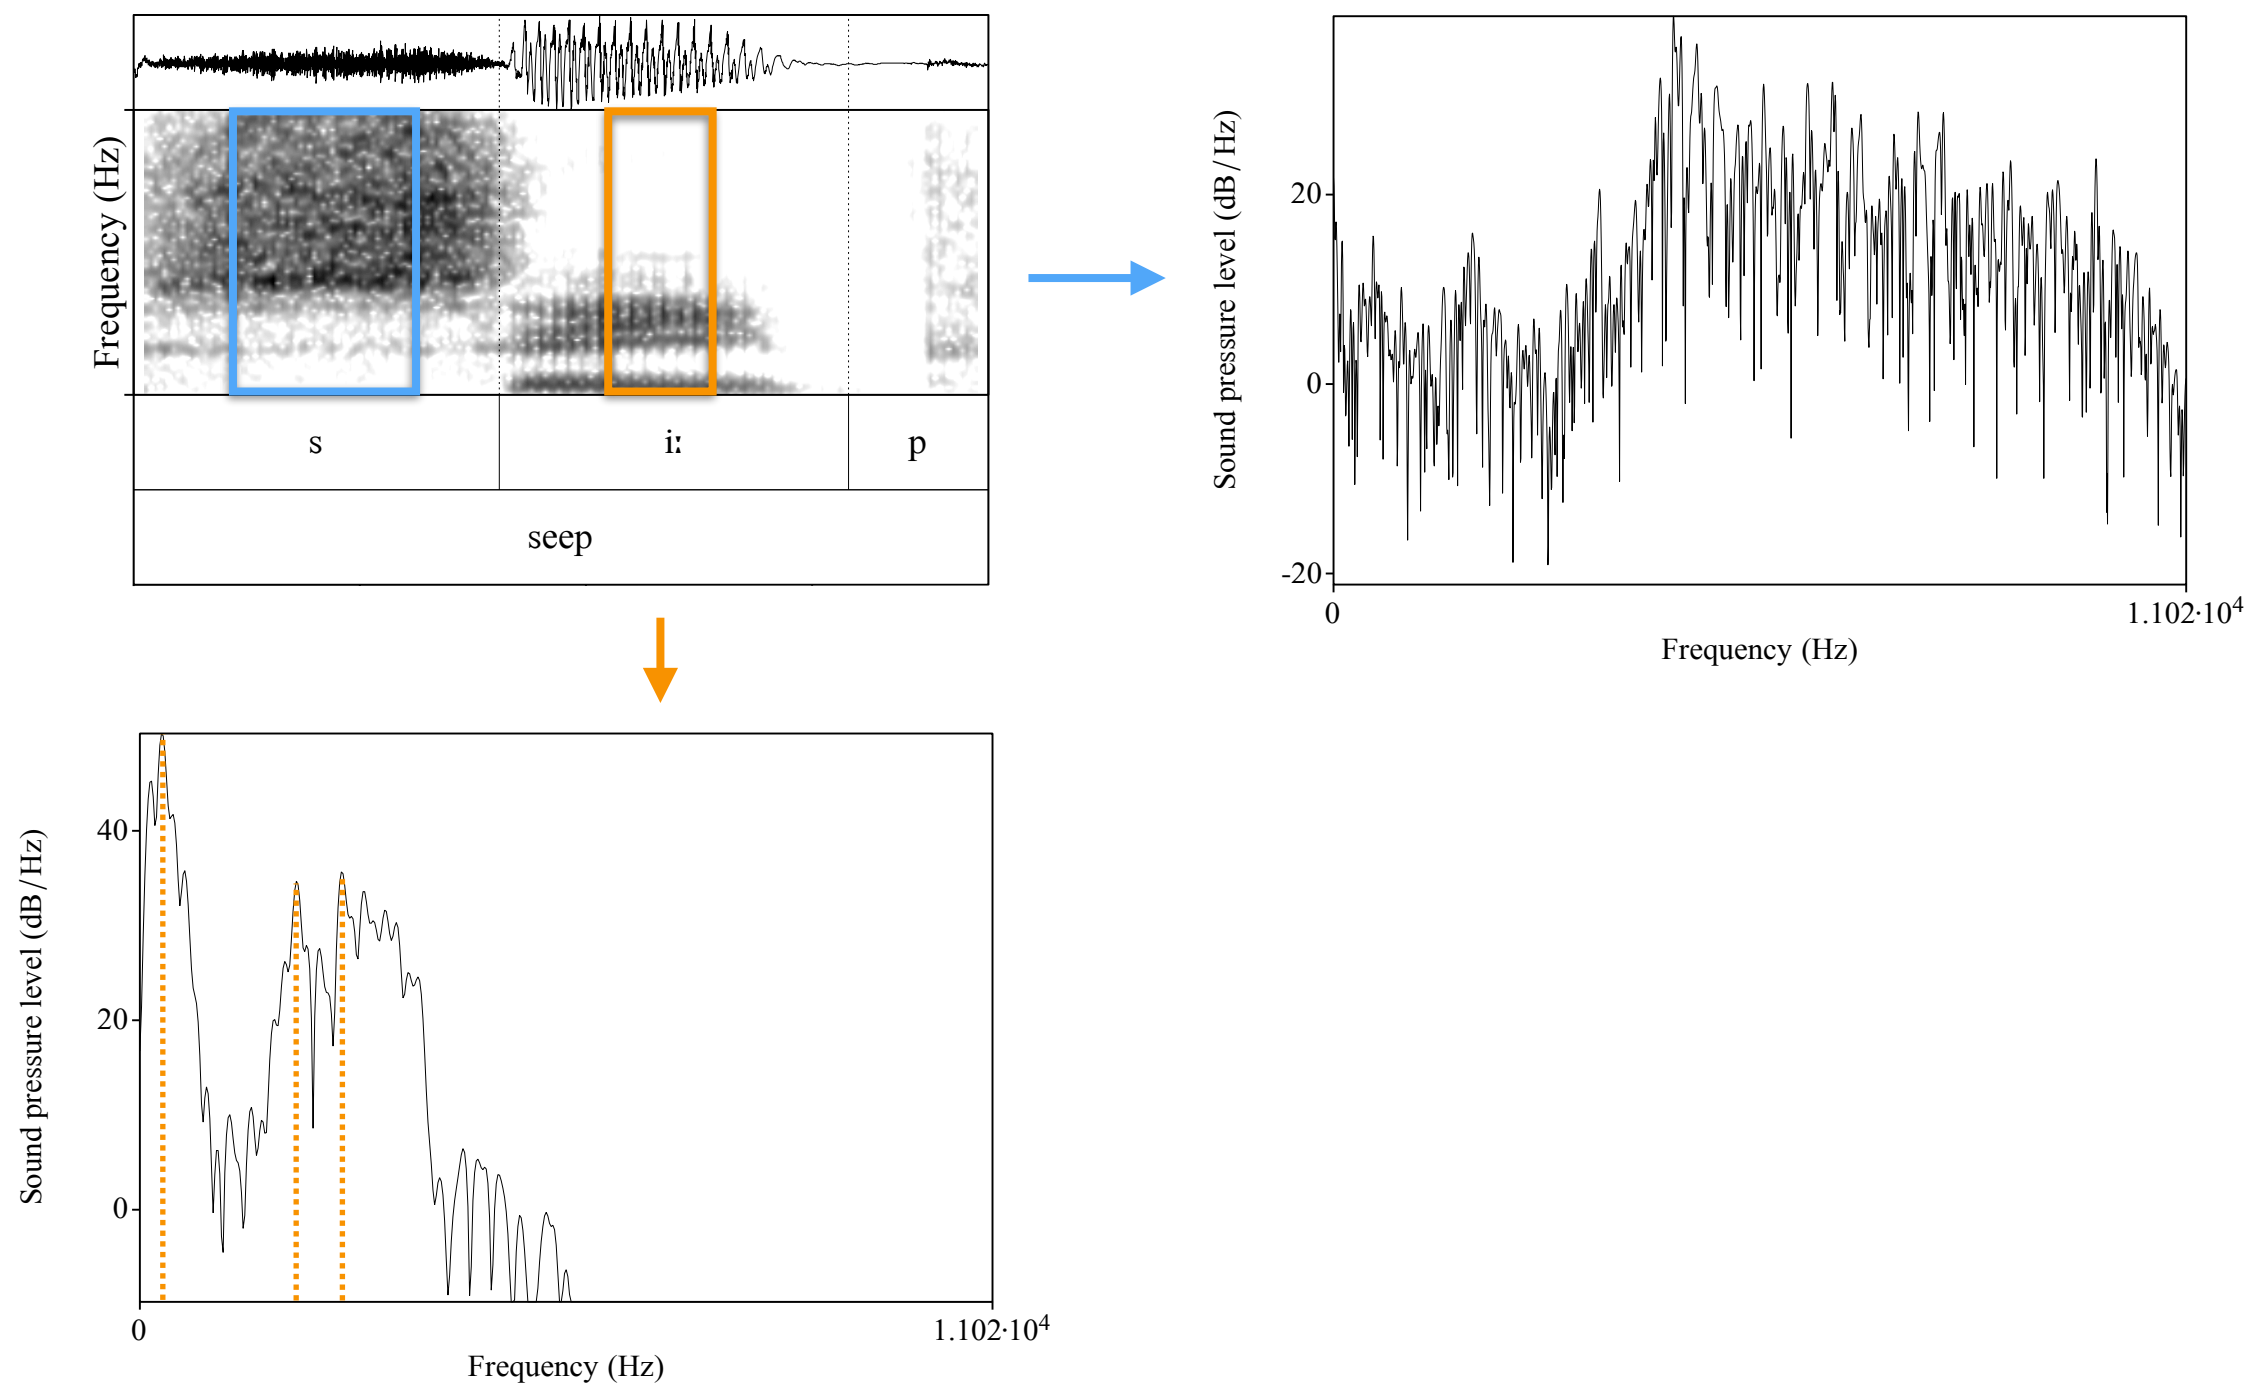 Frequency (Hz)
s
iː
p
seep
Sound pressure level (dB/Hz)
20
0
-20
0
1.102·10⁴
Frequency (Hz)
Sound pressure level (dB/Hz)
40
20
0
0
1.102·10⁴
Frequency (Hz)